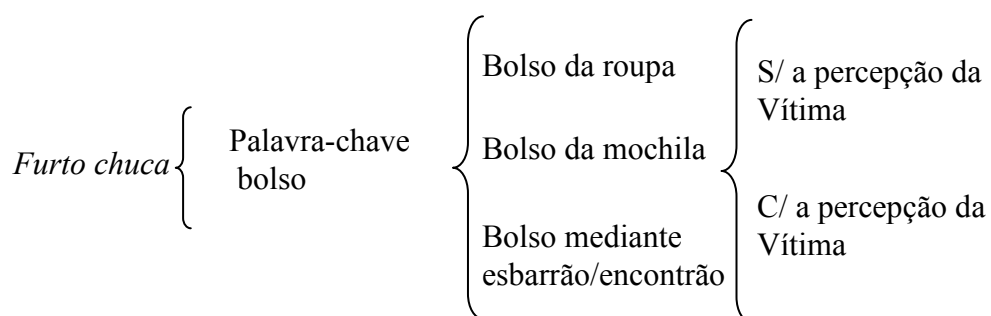 Furto chuca
Palavra-chave
bolso
Bolso da roupa
Bolso da mochila
Bolso mediante
esbarrão/encontrão
S/ a percepção da
Vítima
C/ a percepção da
Vítima